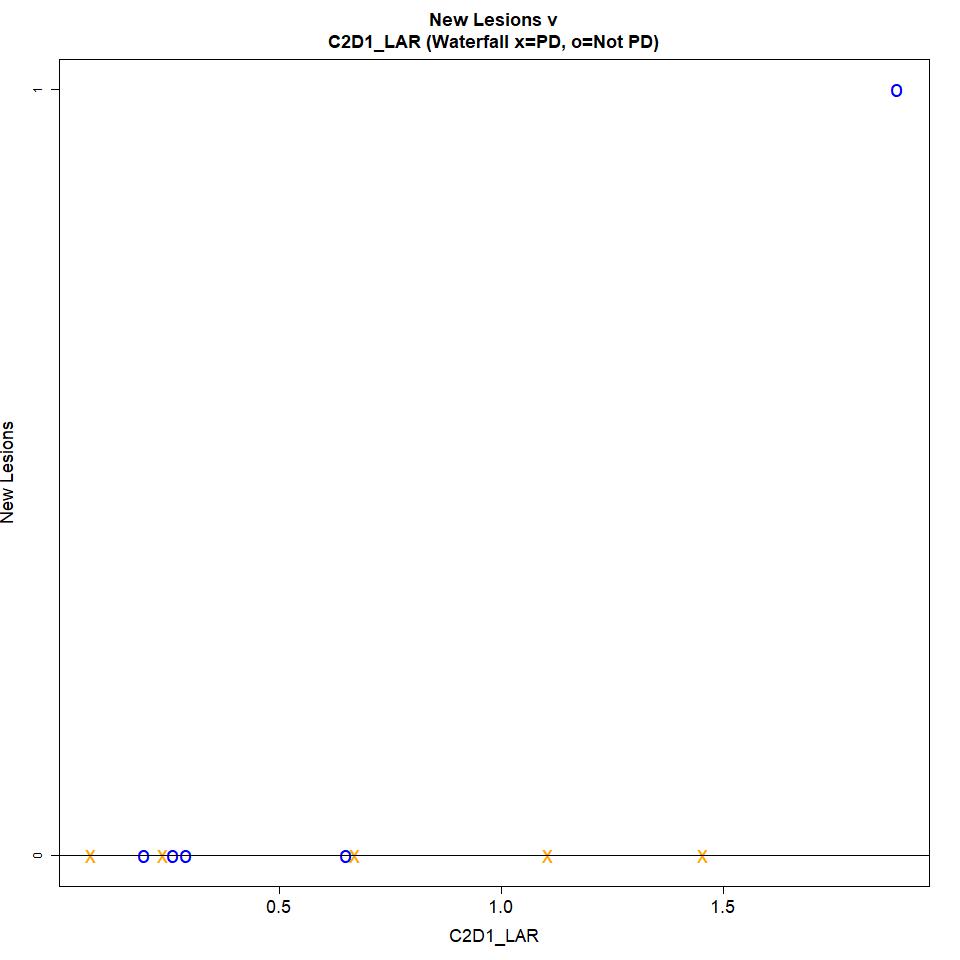 New Lesions v
C2D1_LAR (Waterfall x=PD, o=Not PD)
1
o
New Lesions
0
x o x o o o x x x
0.5 1.0 1.5
C2D1_LAR